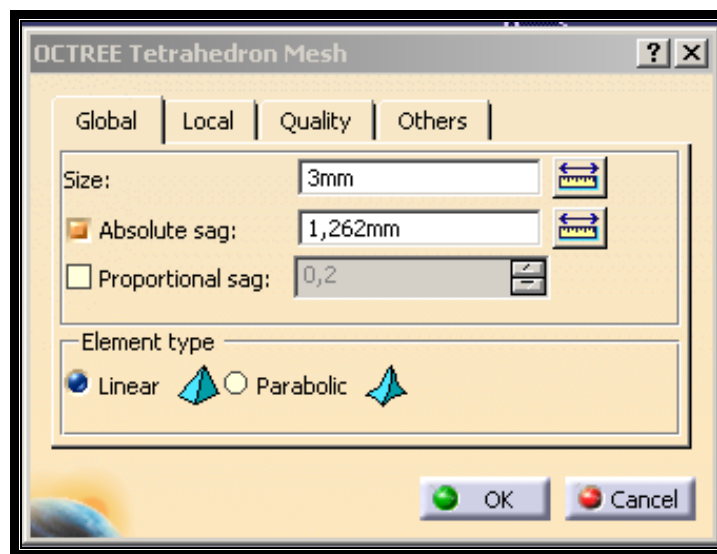 OCTREE Tetrahedron Mesh ? X
Global Local Quality Others
Size: 3mm
Absolute sag: 1,262mm
Proportional sag: 0,2
Element type
Linear Parabolic
OK Cancel